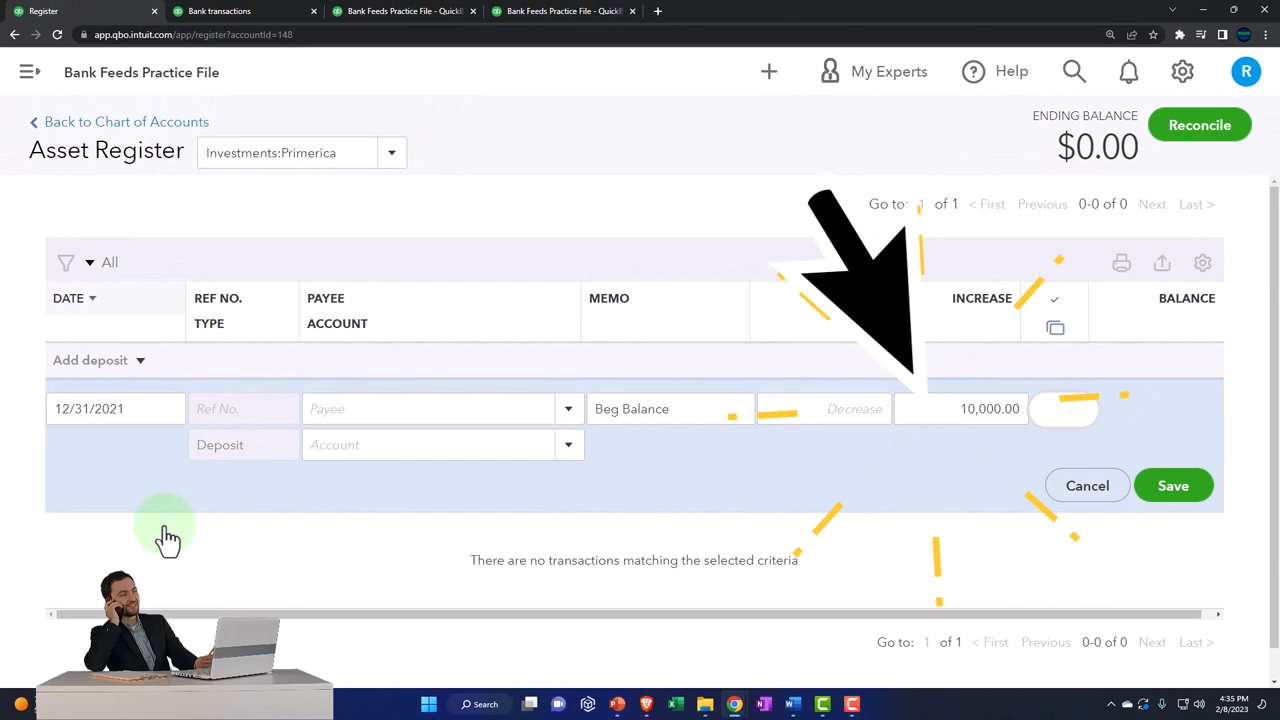 Register
Bank transactions
Bank Feeds Practice File - QuickB
Bank Feeds Practice File - QuickB
app.qbo.intuit.com/app/register?accountId=148
Bank Feeds Practice File
My Experts
Help
R
Back to Chart of Accounts
Asset Register
Investments:Primerica
ENDING BALANCE
$0.00
Reconcile
Go to: 1 of 1 < First Previous 0-0 of 0 Next Last >
All
DATE
REF NO.
TYPE
PAYEE
ACCOUNT
MEMO
INCREASE
BALANCE
Add deposit
12/31/2021 Ref No. Payee Beg Balance Decrease 10,000.00
Deposit Account
Cancel Save
There are no transactions matching the selected criteria
Go to: 1 of 1 < First Previous 0-0 of 0 Next Last >
Search
4:35 PM
2/8/2023